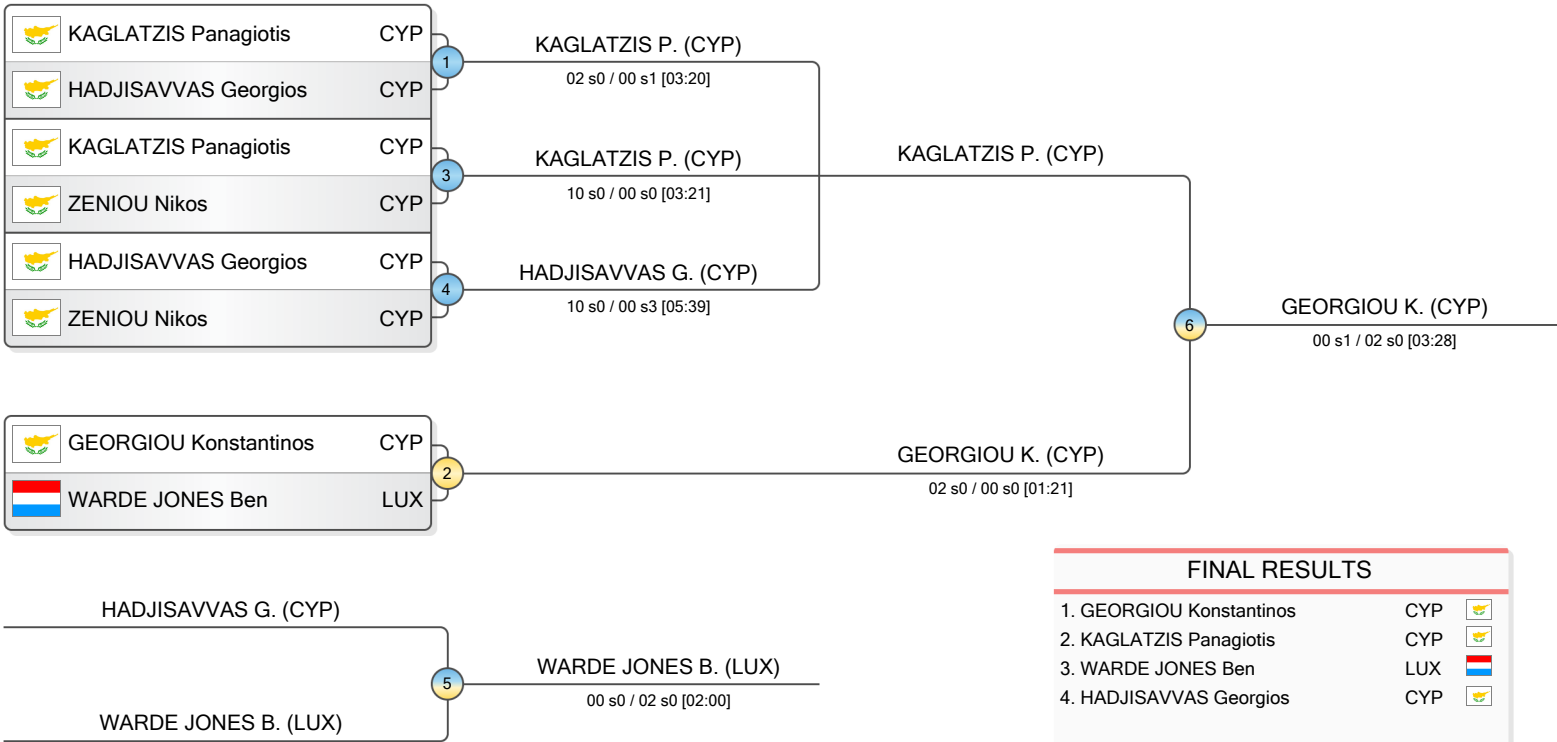 KAGLATZIS Panagiotis CYP
HADJISAVVAS Georgios CYP
1
KAGLATZIS P. (CYP)
02 s0 / 00 s1 [03:20]
KAGLATZIS Panagiotis CYP
ZENIOU Nikos CYP
3
KAGLATZIS P. (CYP)
10 s0 / 00 s0 [03:21]
HADJISAVVAS Georgios CYP
ZENIOU Nikos CYP
4
HADJISAVVAS G. (CYP)
10 s0 / 00 s3 [05:39]
KAGLATZIS P. (CYP)
6
GEORGIOU K. (CYP)
00 s1 / 02 s0 [03:28]
GEORGIOU Konstantinos CYP
WARDE JONES Ben LUX
2
GEORGIOU K. (CYP)
02 s0 / 00 s0 [01:21]
HADJISAVVAS G. (CYP)
WARDE JONES B. (LUX)
5
WARDE JONES B. (LUX)
00 s0 / 02 s0 [02:00]
FINAL RESULTS
1. GEORGIOU Konstantinos CYP
2. KAGLATZIS Panagiotis CYP
3. WARDE JONES Ben LUX
4. HADJISAVVAS Georgios CYP